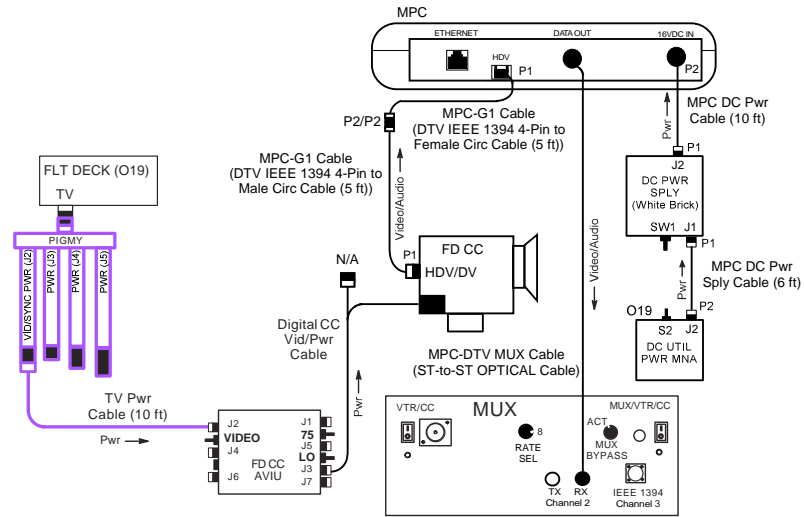 MPC
ETHERNET
DATA OUT
16VDC IN
HDV
P1
P2
P2/P2
MPC-G1 Cable
(DTV IEEE 1394 4-Pin to
Female Circ Cable (5 ft))
Pwr
MPC DC Pwr
Cable (10 ft)
MPC-G1 Cable
(DTV IEEE 1394 4-Pin to
Male Circ Cable (5 ft))
Video/Audio
P1
J2
DC PWR
SPLY
(White Brick)
SW1
J1
P1
FLT DECK (O19)
TV
PIGMY
VID/SYNC PWR (J2)
PWR (J3)
PWR (J4)
PWR (J5)
N/A
P1
FD CC
HDV/DV
Video/Audio
Pwr
MPC DC Pwr
Sply Cable (6 ft)
O19
P2
S2
J2
DC UTIL
PWR MNA
Digital CC
Vid/Pwr
Cable
MPC-DTV MUX Cable
(ST-to-ST OPTICAL Cable)
Pwr
TV Pwr
Cable (10 ft)
Pwr
J2
VIDEO
J4
J6
FD CC
AVIU
J1
75
J5
LO
J3
J7
VTR/CC
MUX
8
RATE
SEL
MUX/VTR/CC
ACT
MUX
BYPASS
TX
RX
Channel 2
IEEE 1394
Channel 3